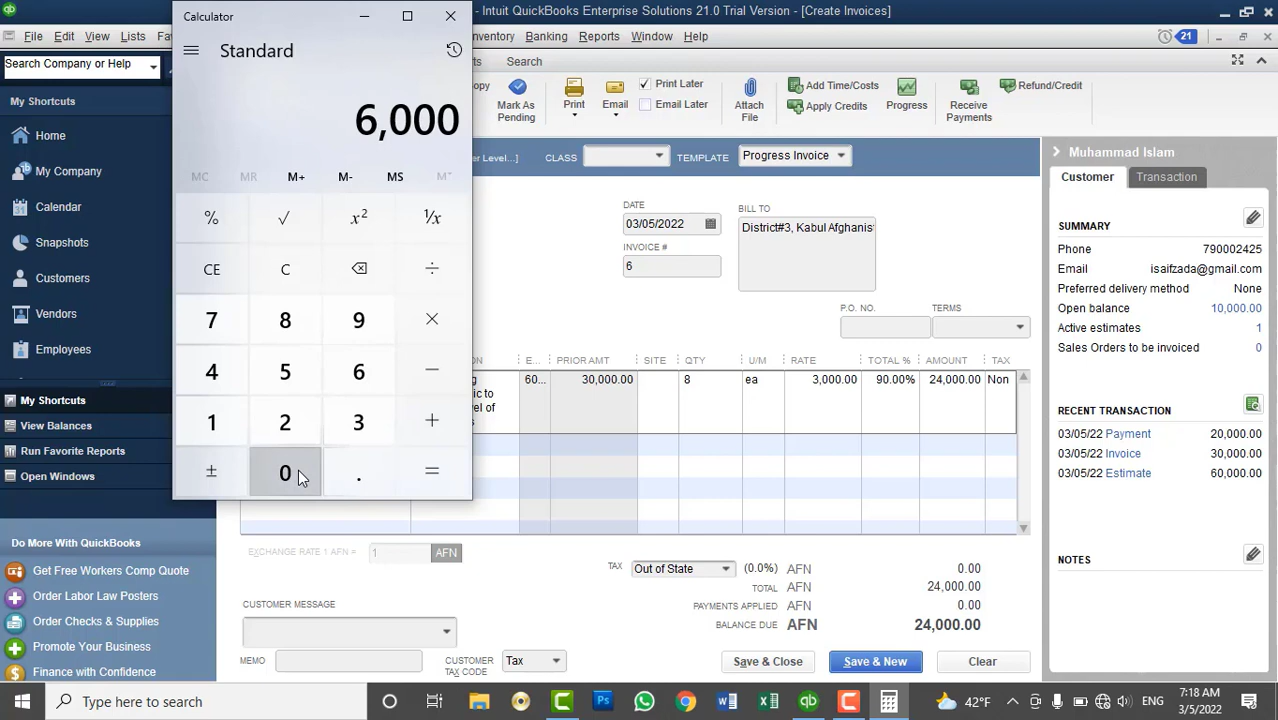 Intuit QuickBooks Enterprise Solutions 21.0 Trial Version - [Create Invoices]
Calculator
File Edit View Lists
Inventory Banking Reports Window Help
21
Search Company or Help
Standard
Search
My Shortcuts
6,000
Mark As
Pending
Print
Email
Print Later
Email Later
Attach
File
Add Time/Costs
Apply Credits
Progress
Receive
Payments
Refund/Credit
Home
My Company
Calendar
Snapshots
Customers
Vendors
Employees
My Shortcuts
View Balances
Run Favorite Reports
Open Windows
Do More With QuickBooks
Get Free Workers Comp Quote
Order Labor Law Posters
Order Checks & Supplies
Promote Your Business
Finance with Confidence
MC MR M+ M- MS M˅
% √ x² ¹/x
CE C ÷
7 8 9 ×
4 5 6 −
1 2 3 +
± 0 . =
CLASS
TEMPLATE
Progress Invoice
DATE
03/05/2022
INVOICE #
6
BILL TO
District#3, Kabul Afghanis
P.O. NO.
TERMS
E... PRIOR AMT SITE QTY U/M RATE TOTAL % AMOUNT TAX
60... 30,000.00 8 ea 3,000.00 90.00% 24,000.00 Non
EXCHANGE RATE 1 AFN = 1 AFN
TAX Out of State (0.0%) AFN 0.00
TOTAL AFN 24,000.00
PAYMENTS APPLIED AFN 0.00
BALANCE DUE AFN 24,000.00
CUSTOMER MESSAGE
MEMO
CUSTOMER
TAX CODE
Tax
Save & Close
Save & New
Clear
Muhammad Islam
Customer
Transaction
SUMMARY
Phone 790002425
Email isaifzada@gmail.com
Preferred delivery method None
Open balance 10,000.00
Active estimates 1
Sales Orders to be invoiced 0
RECENT TRANSACTION
03/05/22 Payment 20,000.00
03/05/22 Invoice 30,000.00
03/05/22 Estimate 60,000.00
NOTES
Type here to search
42°F
ENG
7:18 AM
3/5/2022